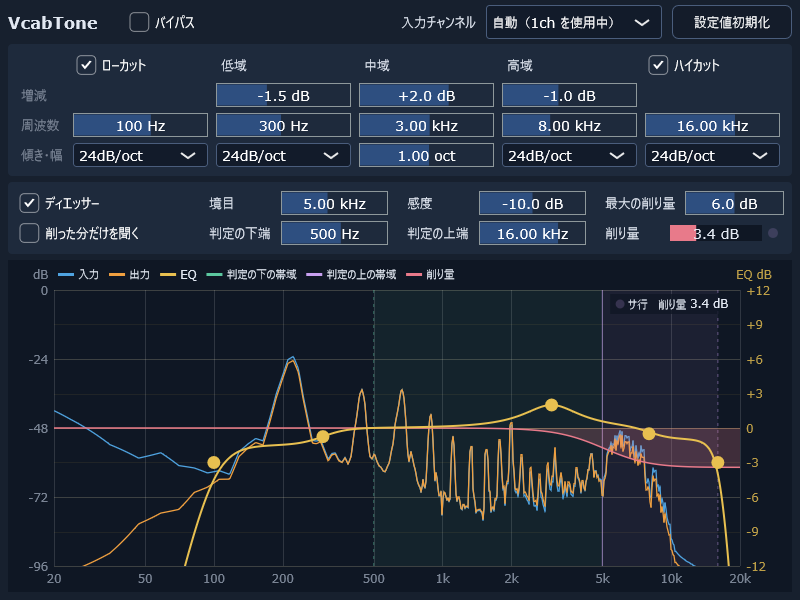 VcabTone バイパス 入力チャンネル 自動（1ch を使用中） 設定値初期化
ローカット 低域 中域 高域 ハイカット
増減 -1.5 dB +2.0 dB -1.0 dB
周波数 100 Hz 300 Hz 3.00 kHz 8.00 kHz 16.00 kHz
傾き・幅 24dB/oct 24dB/oct 1.00 oct 24dB/oct 24dB/oct
ディエッサー 境目 5.00 kHz 感度 -10.0 dB 最大の削り量 6.0 dB
削った分だけを聞く 判定の下端 500 Hz 判定の上端 16.00 kHz 削り量 3.4 dB
dB 入力 出力 EQ 判定の下の帯域 判定の上の帯域 削り量 EQ dB
0 +12
サ行 削り量 3.4 dB
+9
-24 +6
+3
-48 0
-3
-72 -6
-9
-96 -12
20 50 100 200 500 1k 2k 5k 10k 20k